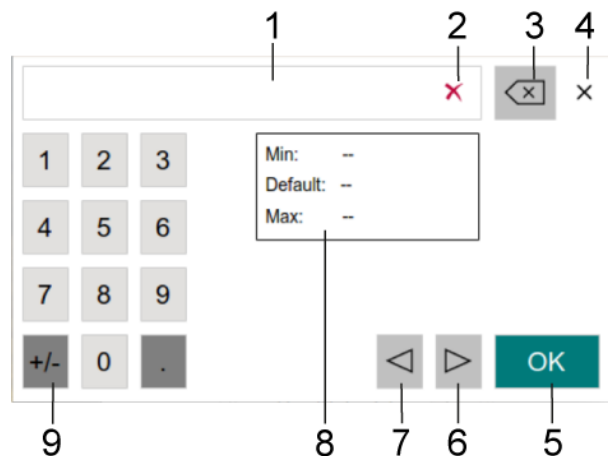 1 2 3 4
1 2 3
Min: --
Default: --
4 5 6
Max: --
7 8 9
+/- 0 . OK
9 8 7 6 5